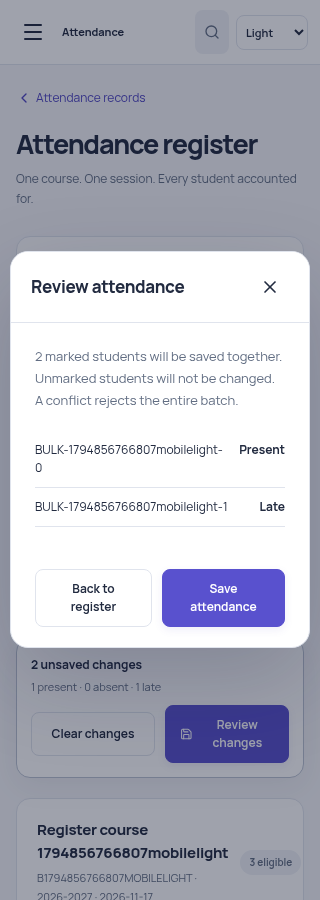 Attendance
Light
Attendance records
Attendance register
One course. One session. Every student accounted
for.
Review attendance
2 marked students will be saved together.
Unmarked students will not be changed.
A conflict rejects the entire batch.
BULK-1794856766807mobilelight-
0
Present
BULK-1794856766807mobilelight-1
Late
Back to
register
Save
attendance
2 unsaved changes
1 present · 0 absent · 1 late
Clear changes
Review
changes
Register course
1794856766807mobilelight
3 eligible
B1794856766807MOBILELIGHT ·
2026-2027 · 2026-11-17